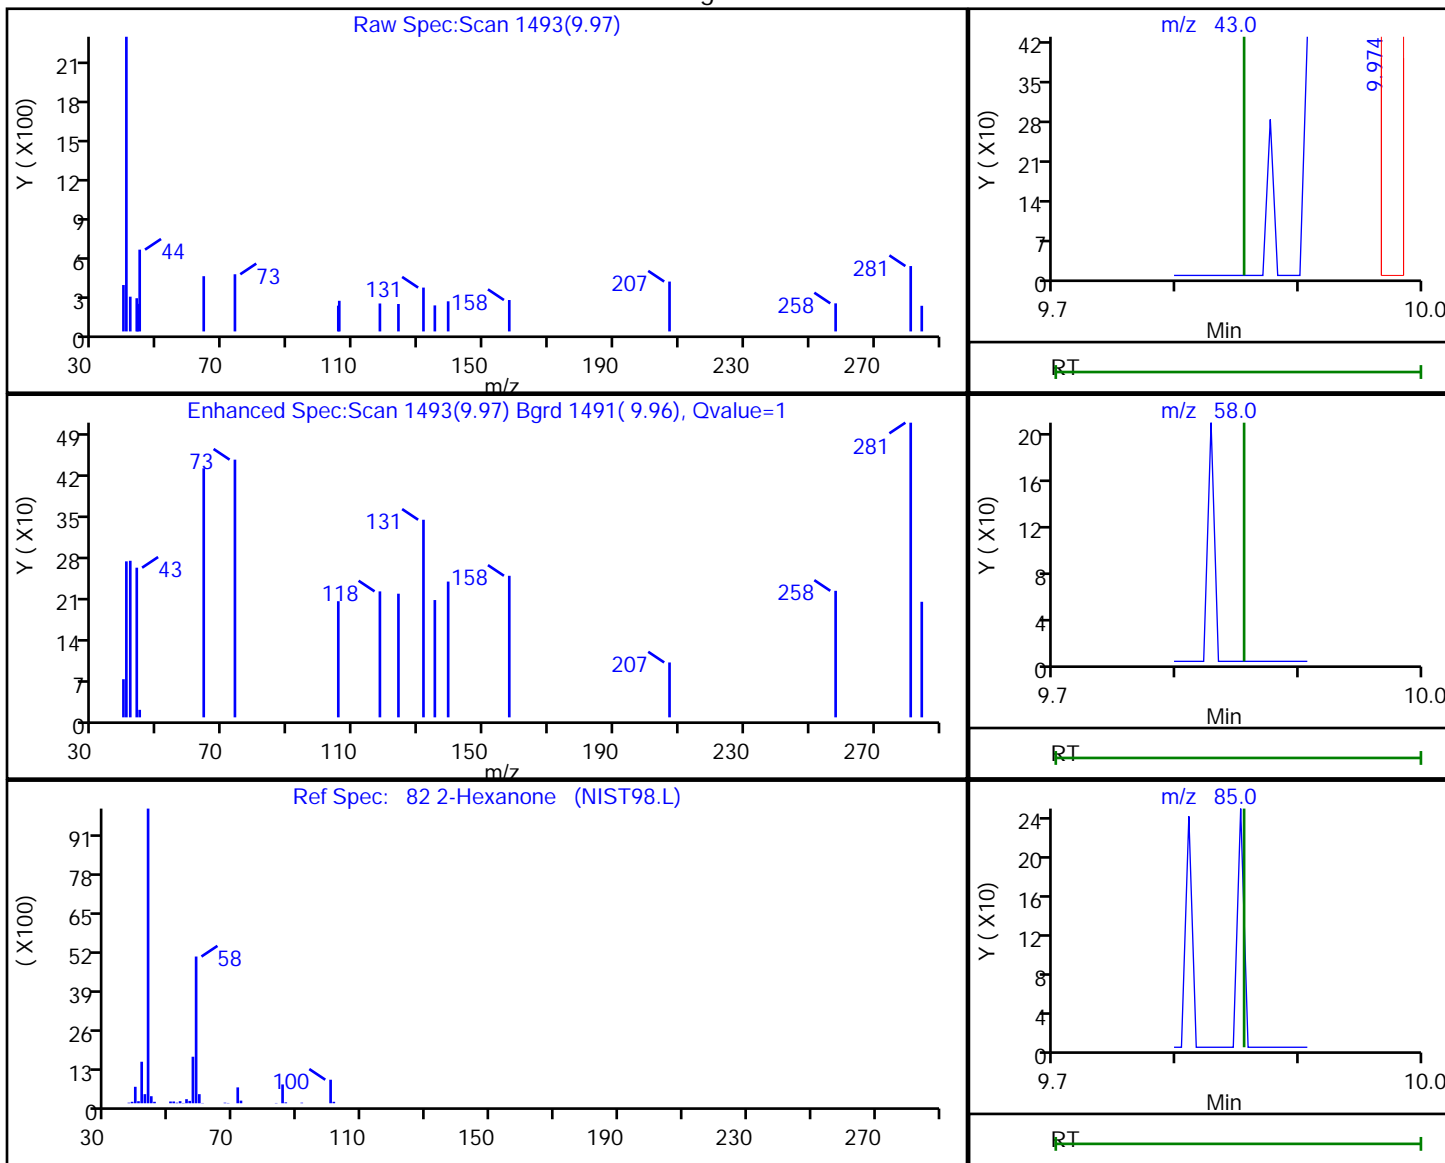 Raw Spec:Scan 1493(9.97)
Y ( X100)
21
18
15
12
9
6
3
0
44
73
131
158
207
258
281
30 70 110 150 190 230 270
m/z
m/z 43.0
Y ( X10)
42
35
28
21
14
7
0
9.974
9.7 10.0
Min
RT
Enhanced Spec:Scan 1493(9.97) Bgrd 1491( 9.96), Qvalue=1
Y ( X10)
49
42
35
28
21
14
7
0
43
73
118
131
158
207
258
281
30 70 110 150 190 230 270
m/z
m/z 58.0
Y ( X10)
20
16
12
8
4
0
9.7 10.0
Min
RT
Ref Spec: 82 2-Hexanone (NIST98.L)
( X100)
91
78
65
52
39
26
13
0
58
100
30 70 110 150 190 230 270
m/z 85.0
Y ( X10)
24
20
16
12
8
4
0
9.7 10.0
Min
RT